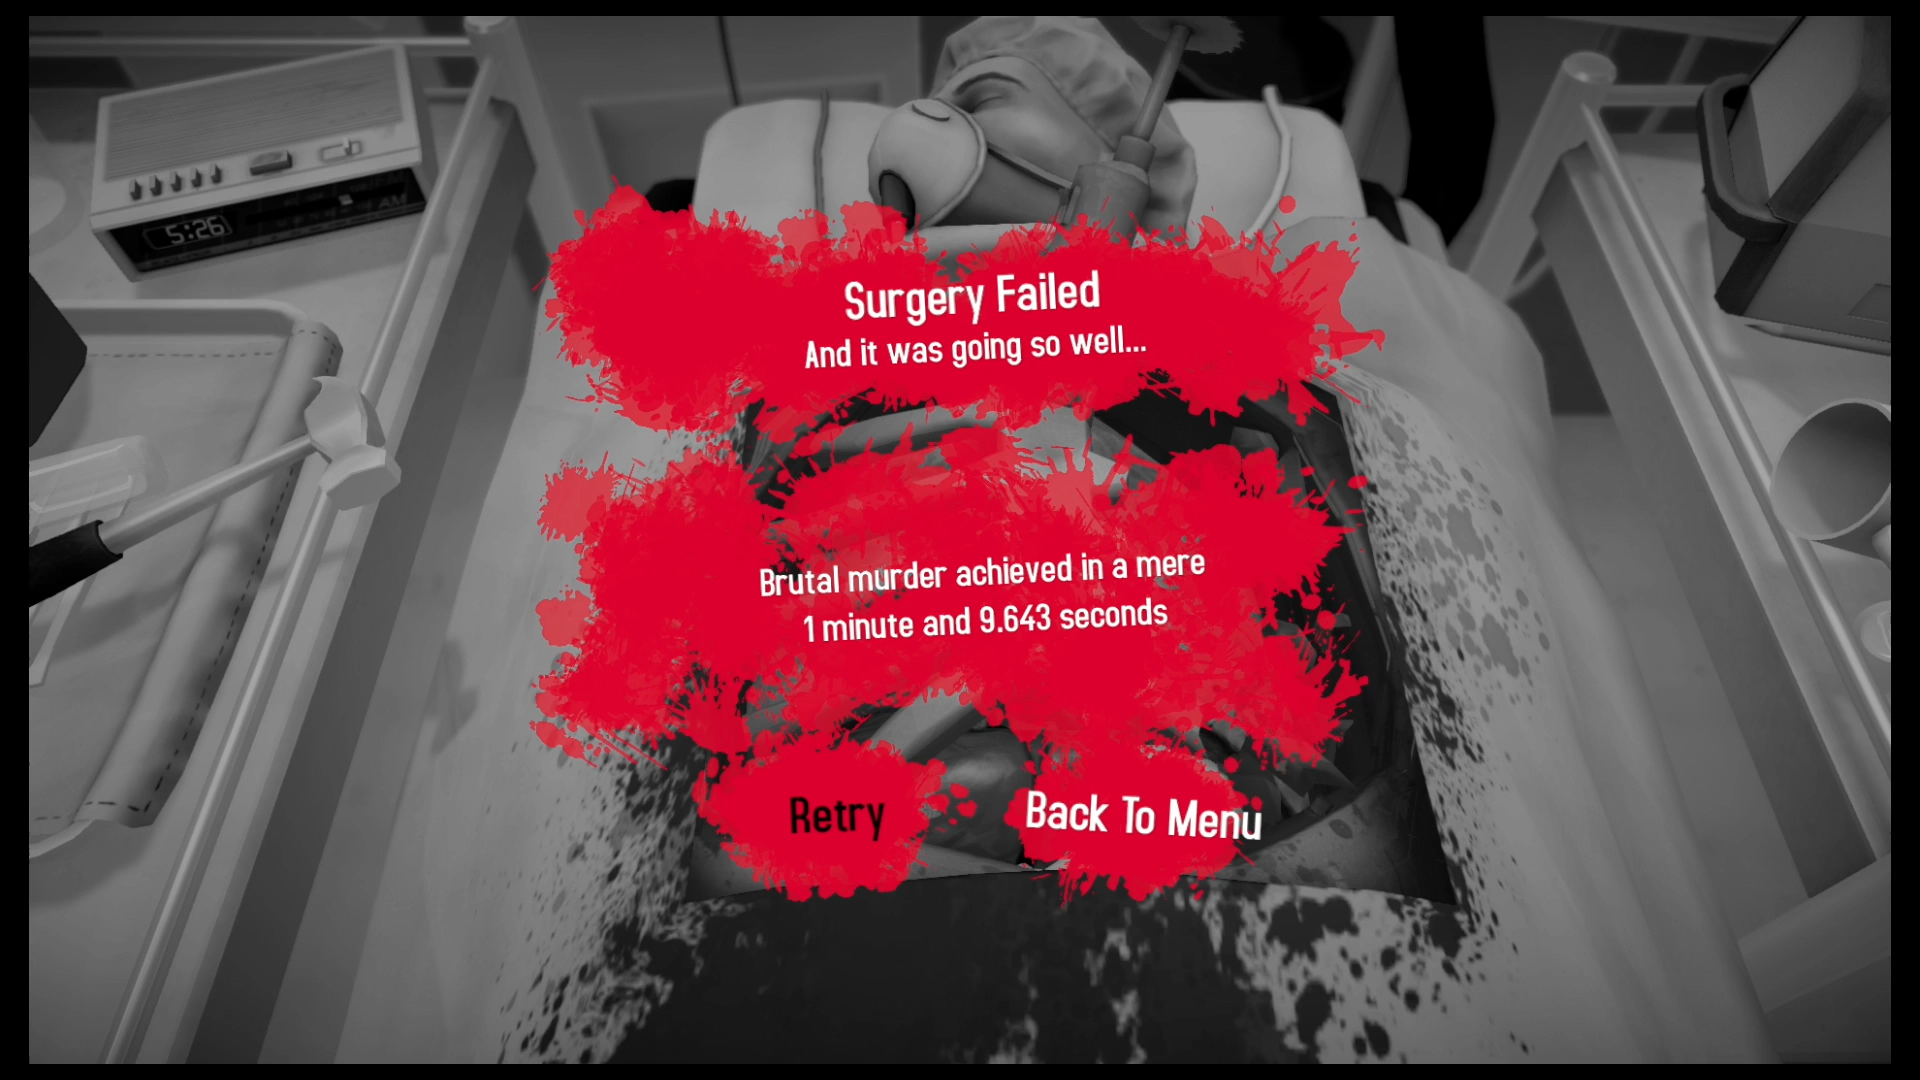 5:26
AM
Surgery Failed
And it was going so well...
Brutal murder achieved in a mere
1 minute and 9.643 seconds
Retry
Back To Menu